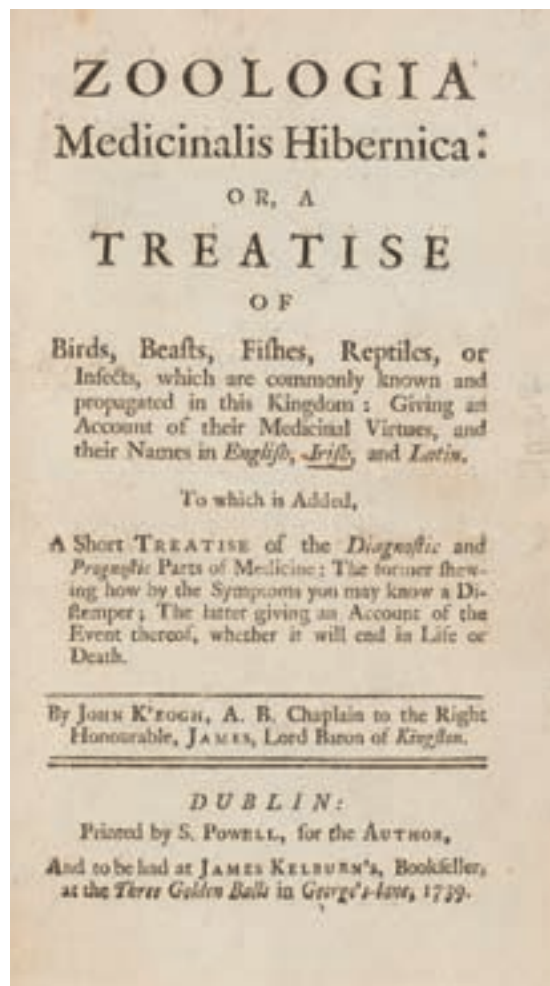 ZOOLOGIA
Medicinalis Hibernica:
OR, A
TREATISE
OF
Birds, Beaſts, Fiſhes, Reptiles, or
Inſects, which are commonly known and
propagated in this Kingdom: Giving an
Account of their Medicinal Virtues, and
their Names in Engliſh, Iriſh, and Latin.
To which is Added,
A Short TREATISE of the Diagnoſtic and
Prognoſtic Parts of Medicine; The former ſhew-
ing how by the Symptoms you may know a Di-
ſtemper; The latter giving an Account of the
Event thereof, whether it will end in Life or
Death.
By JOHN K'EOGH, A. B. Chaplain to the Right
Honourable, JAMES, Lord Baron of Kingſton.
DUBLIN:
Printed by S. POWELL, for the AUTHOR,
And to be had at JAMES KELBURN'S, Bookſeller,
at the Three Golden Balls in George's-lane, 1739.